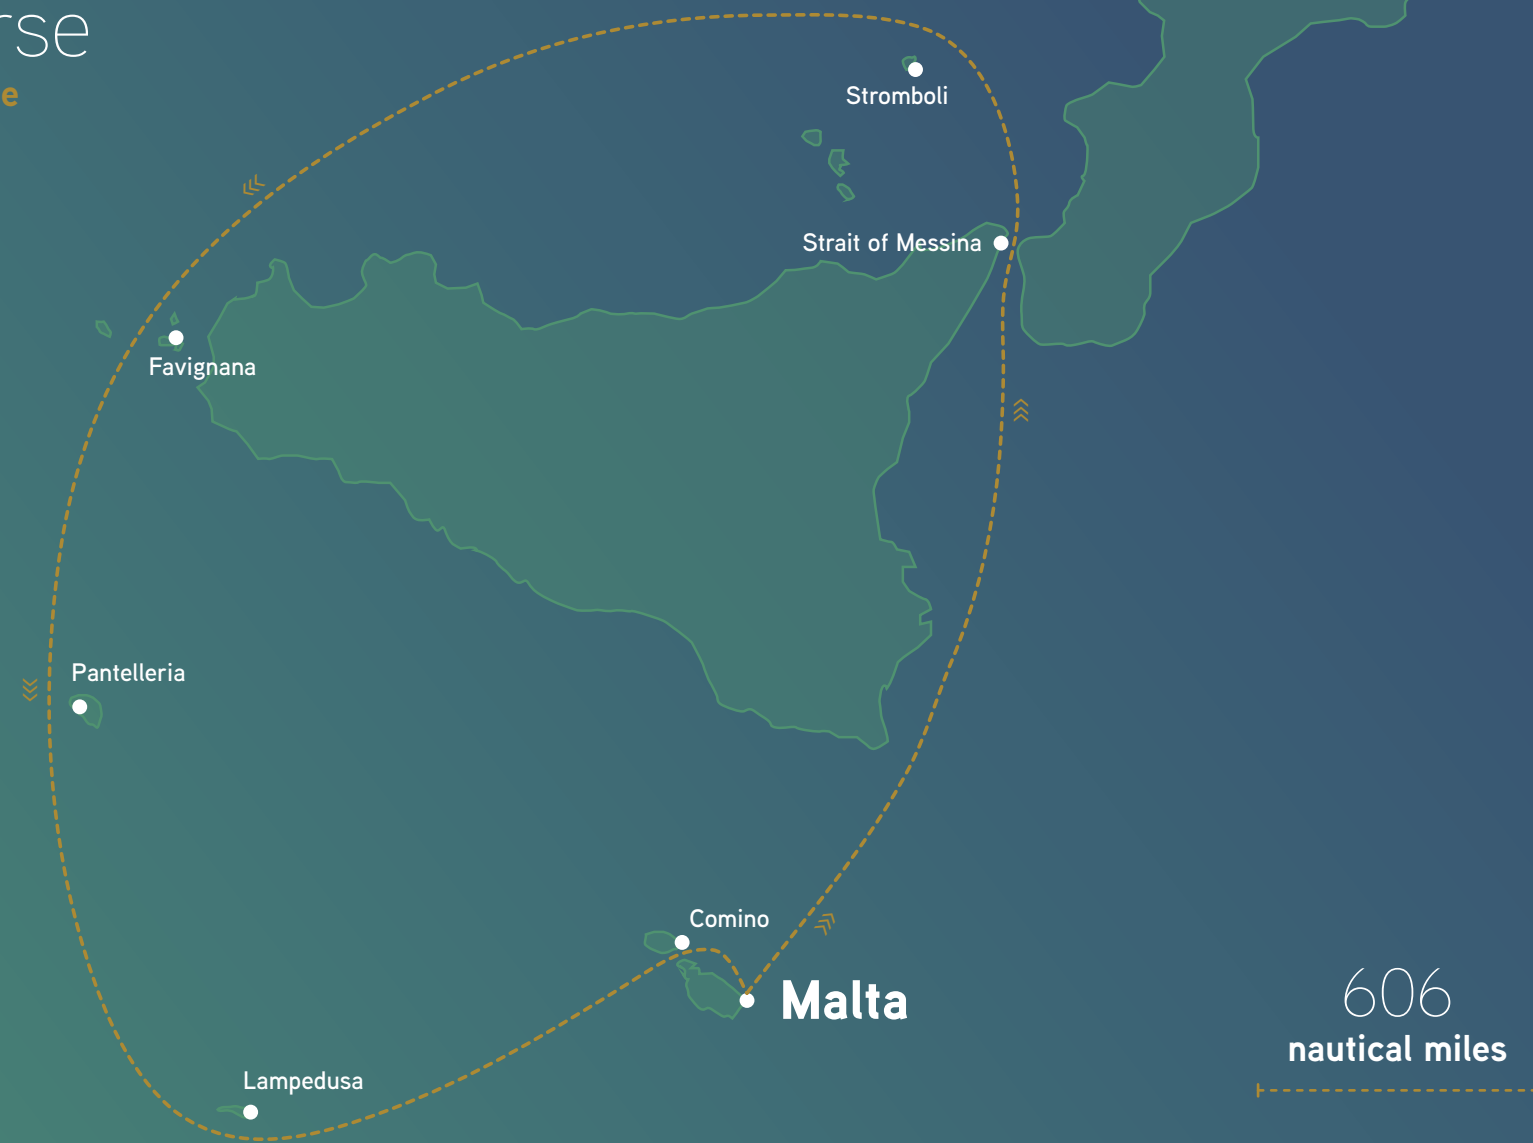 rse
e
Stromboli
Strait of Messina
Favignana
Pantelleria
Comino
Malta
606
nautical miles
Lampedusa